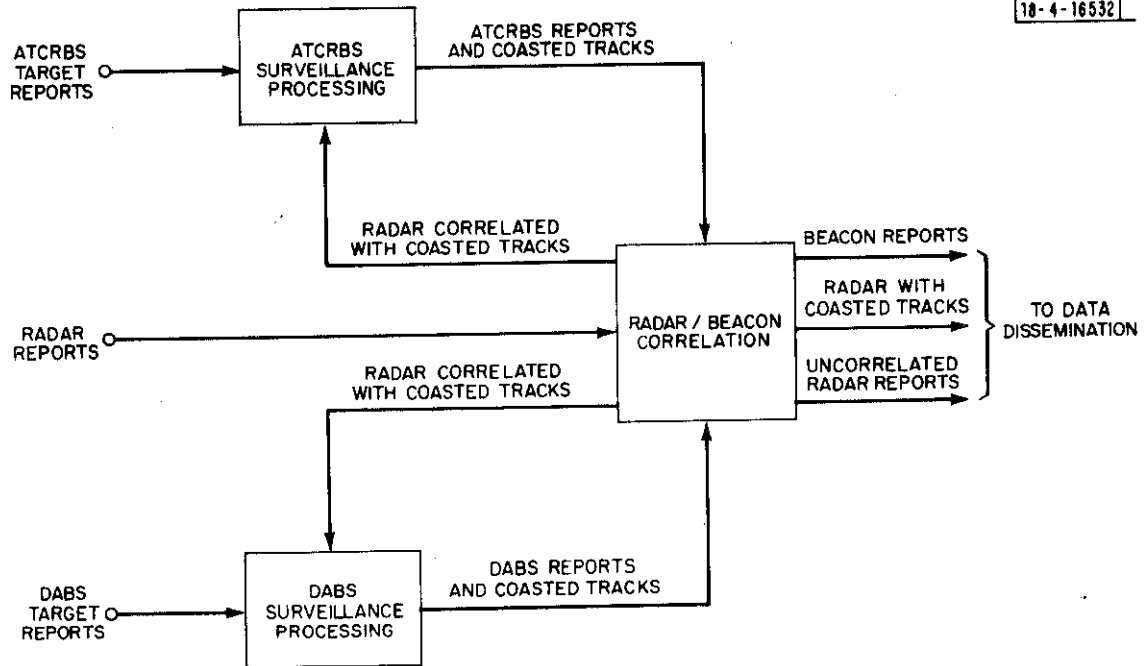 18-4-16532
ATCRBS
TARGET
REPORTS
ATCRBS
SURVEILLANCE
PROCESSING
ATCRBS REPORTS
AND COASTED TRACKS
RADAR CORRELATED
WITH COASTED TRACKS
RADAR
REPORTS
RADAR / BEACON
CORRELATION
BEACON REPORTS
RADAR WITH
COASTED TRACKS
UNCORRELATED
RADAR REPORTS
TO DATA
DISSEMINATION
RADAR CORRELATED
WITH COASTED TRACKS
DABS
TARGET
REPORTS
DABS
SURVEILLANCE
PROCESSING
DABS REPORTS
AND COASTED TRACKS